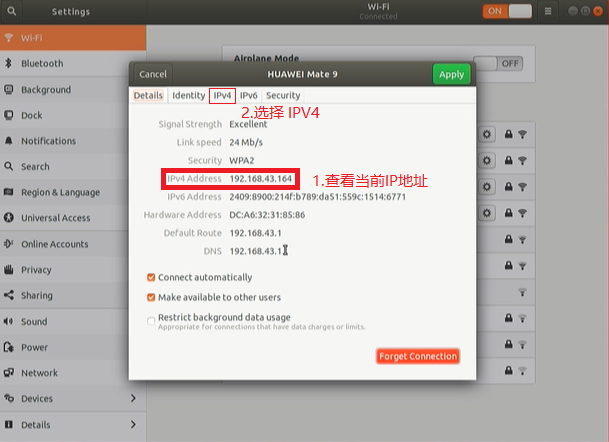 Settings
Wi-Fi
Connected
ON
Wi-Fi
Bluetooth
Background
Dock
Notifications
Search
Region & Language
Universal Access
Online Accounts
Privacy
Sharing
Sound
Power
Network
Devices
Details
Airplane Mode
OFF
Cancel
HUAWEI Mate 9
Apply
Details Identity IPv4 IPv6 Security
2.选择 IPV4
Signal Strength Excellent
Link speed 24 Mb/s
Security WPA2
IPv4 Address 192.168.43.164
1.查看当前IP地址
IPv6 Address 2409:8900:214f:b789:da51:559c:1514:6771
Hardware Address DC:A6:32:31:85:86
Default Route 192.168.43.1
DNS 192.168.43.1
Connect automatically
Make available to other users
Restrict background data usage
Appropriate for connections that have data charges or limits.
Forget Connection